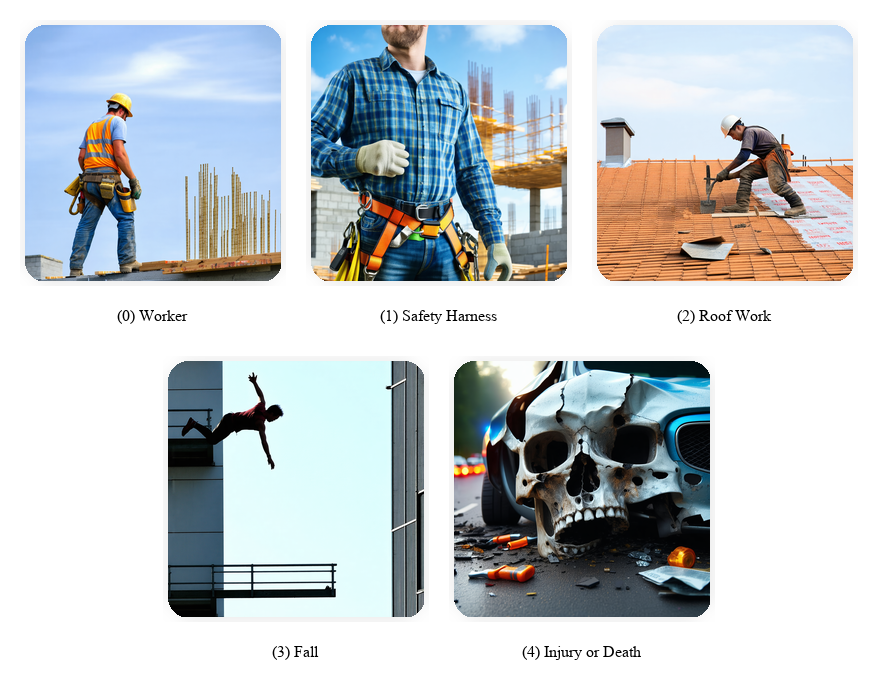 (0) Worker
(1) Safety Harness
(2) Roof Work
(3) Fall
(4) Injury or Death